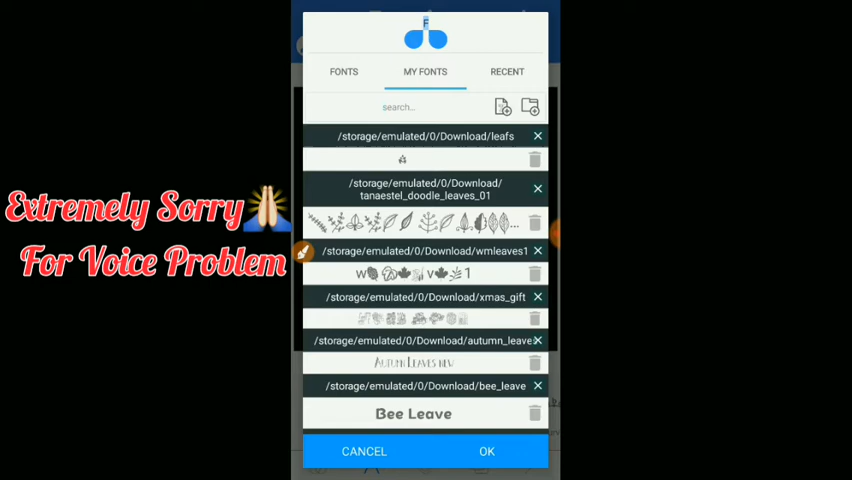 F
FONTS
MY FONTS
RECENT
search...
/storage/emulated/0/Download/leafs
/storage/emulated/0/Download/
tanaestel_doodle_leaves_01
Extremely Sorry🙏
For Voice Problem
/storage/emulated/0/Download/wmleaves1
/storage/emulated/0/Download/xmas_gift
/storage/emulated/0/Download/autumn_leaves
AUTUMN LEAVES NEW
/storage/emulated/0/Download/bee_leave
Bee Leave
CANCEL
OK